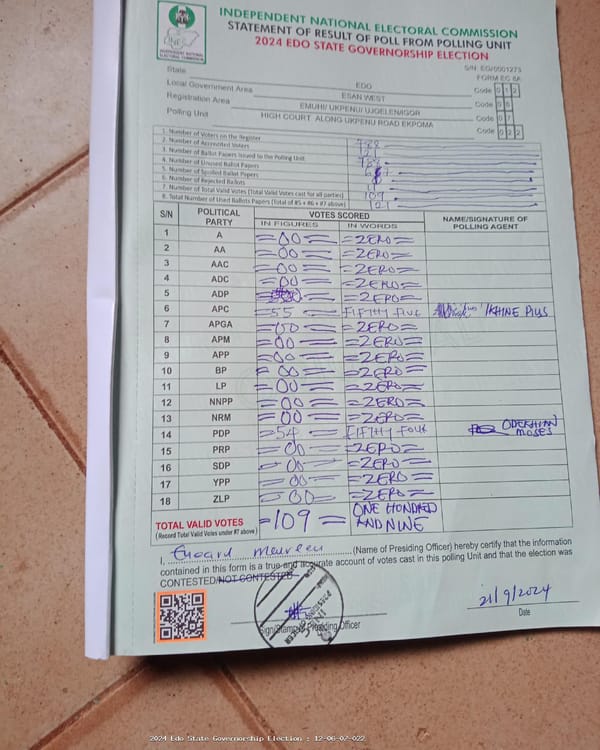 INDEPENDENT NATIONAL ELECTORAL COMMISSION
STATEMENT OF RESULT OF POLL FROM POLLING UNIT
2024 EDO STATE GOVERNORSHIP ELECTION
S/N: EG/0001273
FORM EC 8A
State EDO Code 0 1 2
Local Government Area ESAN WEST Code 0 6
Registration Area EMUHI/ UKPENU/ UJOELEN/IGOR Code 0 7
Polling Unit HIGH COURT ALONG UKPENU ROAD EKPOMA Code 0 2 2
1. Number of Voters on the Register 788
2. Number of Accredited Voters 121
3. Number of Ballot Papers Issued to the Polling Unit 788
4. Number of Unused Ballot Papers
5. Number of Spoiled Ballot Papers
6. Number of Rejected Ballots
7. Number of Total Valid Votes (Total Valid Votes cast for all parties) 109
8. Total Number of Used Ballots Papers (Total of #5 + #6 + #7 above) 121
S/N POLITICAL PARTY VOTES SCORED NAME/SIGNATURE OF POLLING AGENT
IN FIGURES IN WORDS
1 A =00= =ZERO=
2 AA =00= =ZERO=
3 AAC =00= =ZERO=
4 ADC =00= =ZERO=
5 ADP =ZERO=
6 APC =55= FIFTHY FIVE IKHINE PIUS
7 APGA =00= =ZERO=
8 APM =00= =ZERO=
9 APP =00= =ZERO=
10 BP =00= =ZERO=
11 LP =00= =ZERO=
12 NNPP =00= =ZERO=
13 NRM =00= =ZERO=
14 PDP =54= FIFTHY FOUR ODEKHIAN MOSES
15 PRP =00= =ZERO=
16 SDP =00= =ZERO=
17 YPP =00= =ZERO=
18 ZLP =00= =ZERO=
TOTAL VALID VOTES =109= ONE HONDRED AND NINE
(Record Total Valid Votes under #7 above)
I, (Name of Presiding Officer) hereby certify that the information
contained in this form is a true and accurate account of votes cast in this polling Unit and that the election was
CONTESTED/NOT CONTESTED
21/9/2024
Sign/Stamp of Presiding Officer
Date
2024 Edo State Governorship Election : 12-06-07-022